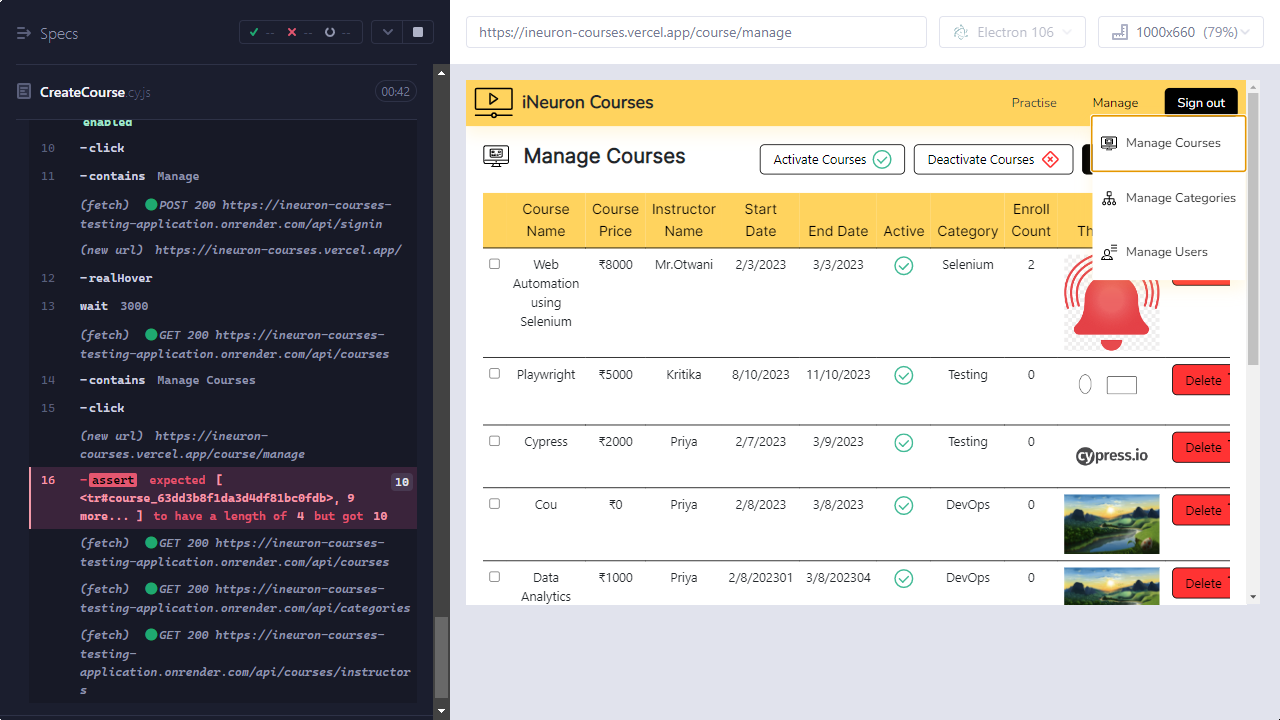 Specs
-- -- --
CreateCourse.cy.js 00:42
enabled
10 -click
11 -contains Manage
(fetch) POST 200 https://ineuron-courses-
testing-application.onrender.com/api/signin
(new url) https://ineuron-courses.vercel.app/
12 -realHover
13 wait 3000
(fetch) GET 200 https://ineuron-courses-
testing-application.onrender.com/api/courses
14 -contains Manage Courses
15 -click
(new url) https://ineuron-
courses.vercel.app/course/manage
16 -assert expected [ 10
<tr#course_63dd3b8f1da3d4df81bc0fdb>, 9
more... ] to have a length of 4 but got 10
(fetch) GET 200 https://ineuron-courses-
testing-application.onrender.com/api/courses
(fetch) GET 200 https://ineuron-courses-
testing-application.onrender.com/api/categories
(fetch) GET 200 https://ineuron-courses-
testing-
application.onrender.com/api/courses/instructor
s
https://ineuron-courses.vercel.app/course/manage
Electron 106
1000x660 (79%)
iNeuron Courses
Practise
Manage
Sign out
Manage Courses
Manage Categories
Manage Users
Manage Courses
Activate Courses
Deactivate Courses
Course Name Course Price Instructor Name Start Date End Date Active Category Enroll Count Th
Web Automation using Selenium ₹8000 Mr.Otwani 2/3/2023 3/3/2023 Selenium 2
Playwright ₹5000 Kritika 8/10/2023 11/10/2023 Testing 0 Delete
Cypress ₹2000 Priya 2/7/2023 3/9/2023 Testing 0 cypress.io Delete
Cou ₹0 Priya 2/8/2023 3/8/2023 DevOps 0 Delete
Data Analytics ₹1000 Priya 2/8/202301 3/8/202304 DevOps 0 Delete